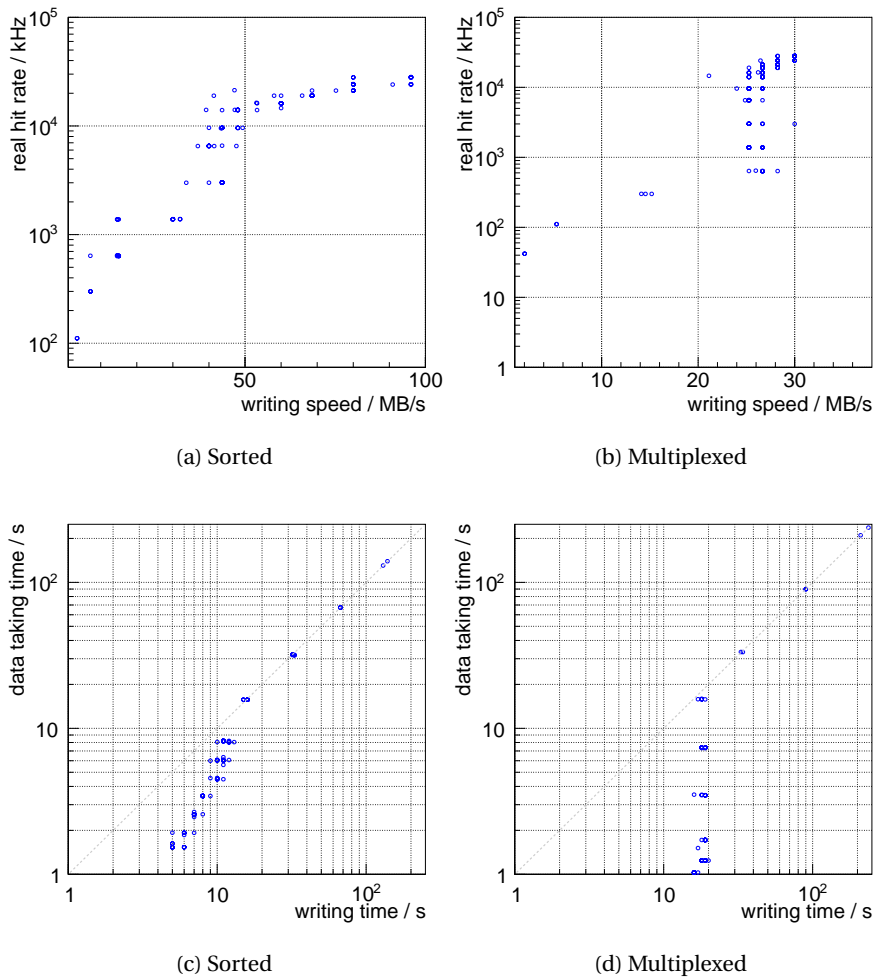 real hit rate / kHz
10^5
10^4
10^3
10^2
50
100
writing speed / MB/s
(a) Sorted
real hit rate / kHz
10^5
10^4
10^3
10^2
10
1
10
20
30
writing speed / MB/s
(b) Multiplexed
data taking time / s
10^2
10
1
1
10
10^2
writing time / s
(c) Sorted
data taking time / s
10^2
10
1
1
10
10^2
writing time / s
(d) Multiplexed